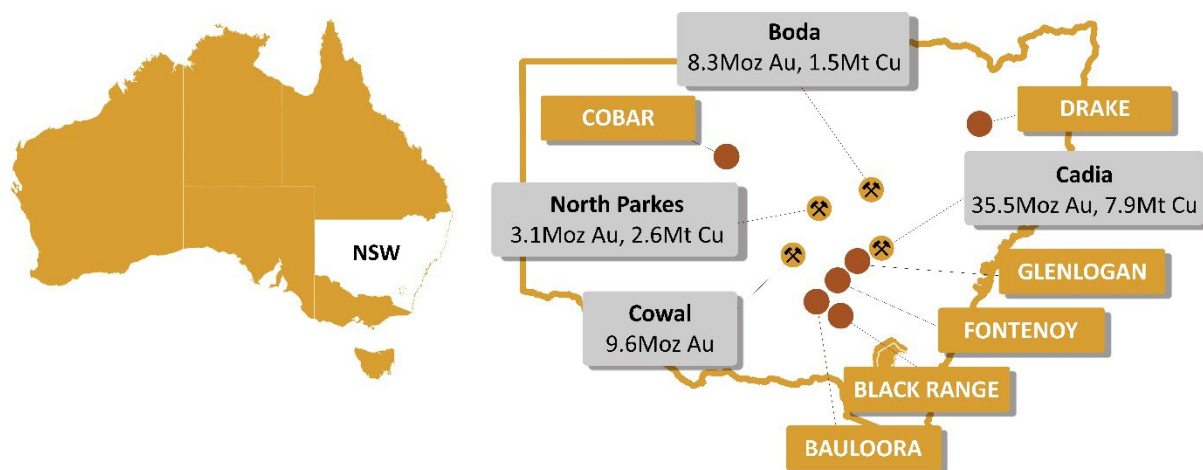 NSW
Boda
8.3Moz Au, 1.5Mt Cu
COBAR
DRAKE
North Parkes
3.1Moz Au, 2.6Mt Cu
Cadia
35.5Moz Au, 7.9Mt Cu
GLENLOGAN
Cowal
9.6Moz Au
FONTENOY
BLACK RANGE
BAULOORA